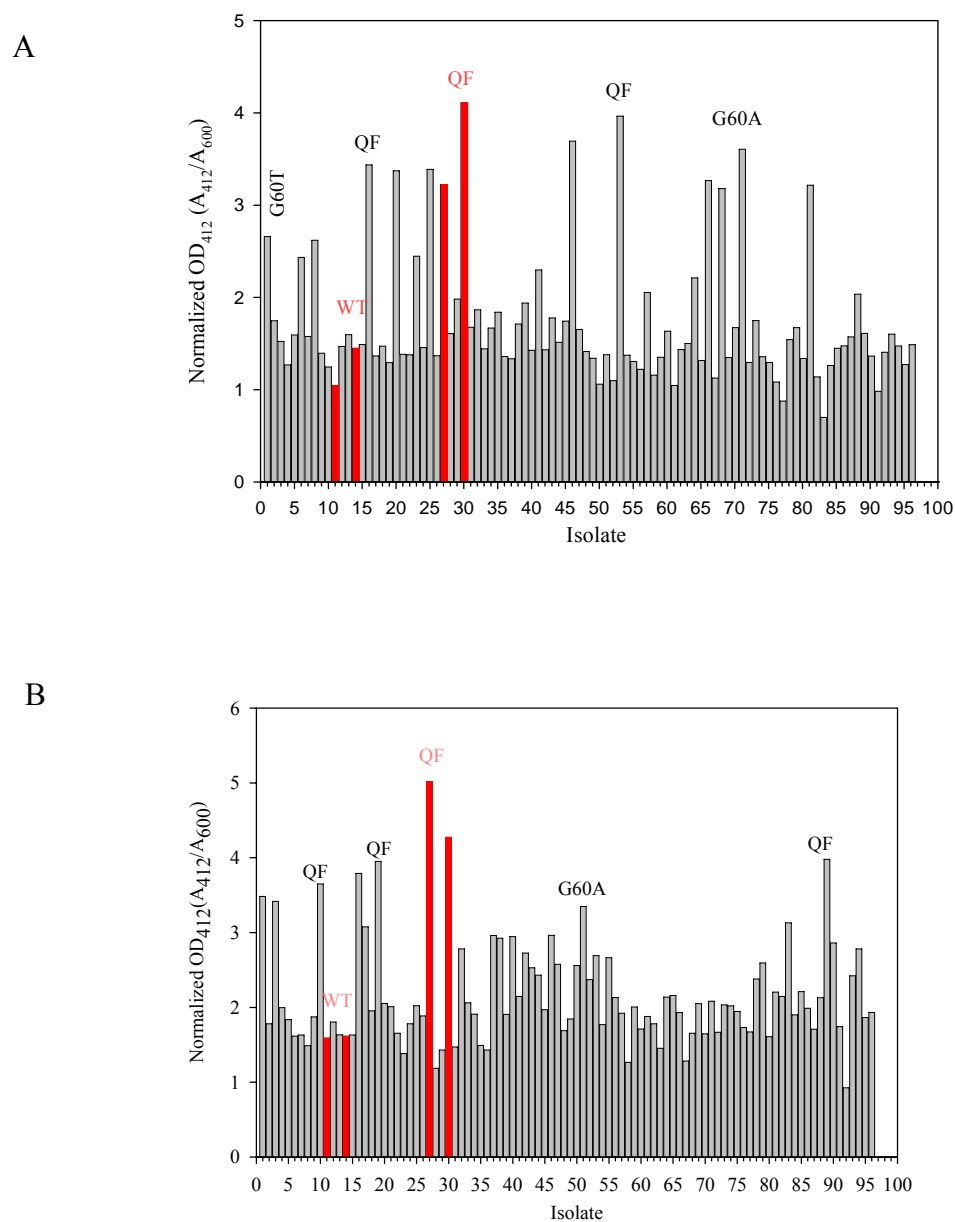 A
Normalized OD412 (A412/A600)
5
4
3
2
1
0
G60T
WT
QF
QF
QF
G60A
0 5 10 15 20 25 30 35 40 45 50 55 60 65 70 75 80 85 90 95 100
Isolate
B
Normalized OD412(A412/A600)
6
5
4
3
2
1
0
QF
WT
QF
QF
G60A
QF
0 5 10 15 20 25 30 35 40 45 50 55 60 65 70 75 80 85 90 95 100
Isolate